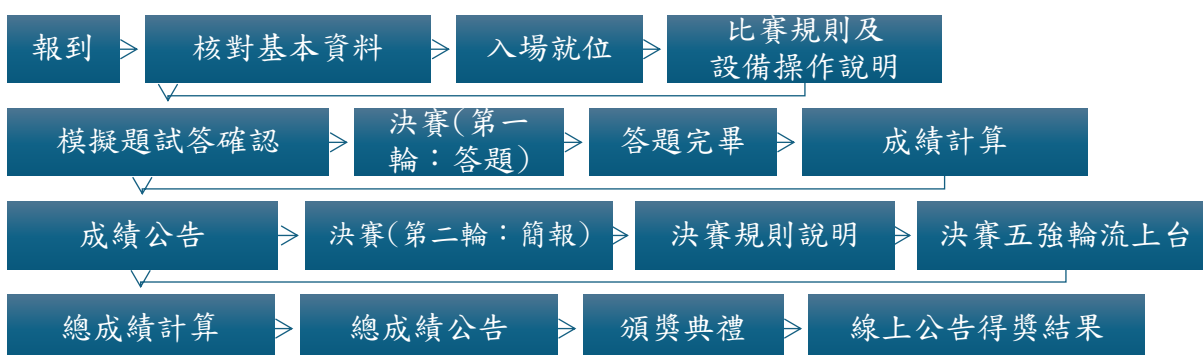 報到
核對基本資料
入場就位
比賽規則及
設備操作說明
模擬題試答確認
決賽(第一
輪：答題)
答題完畢
成績計算
成績公告
決賽(第二輪：簡報)
決賽規則說明
決賽五強輪流上台
總成績計算
總成績公告
頒獎典禮
線上公告得獎結果